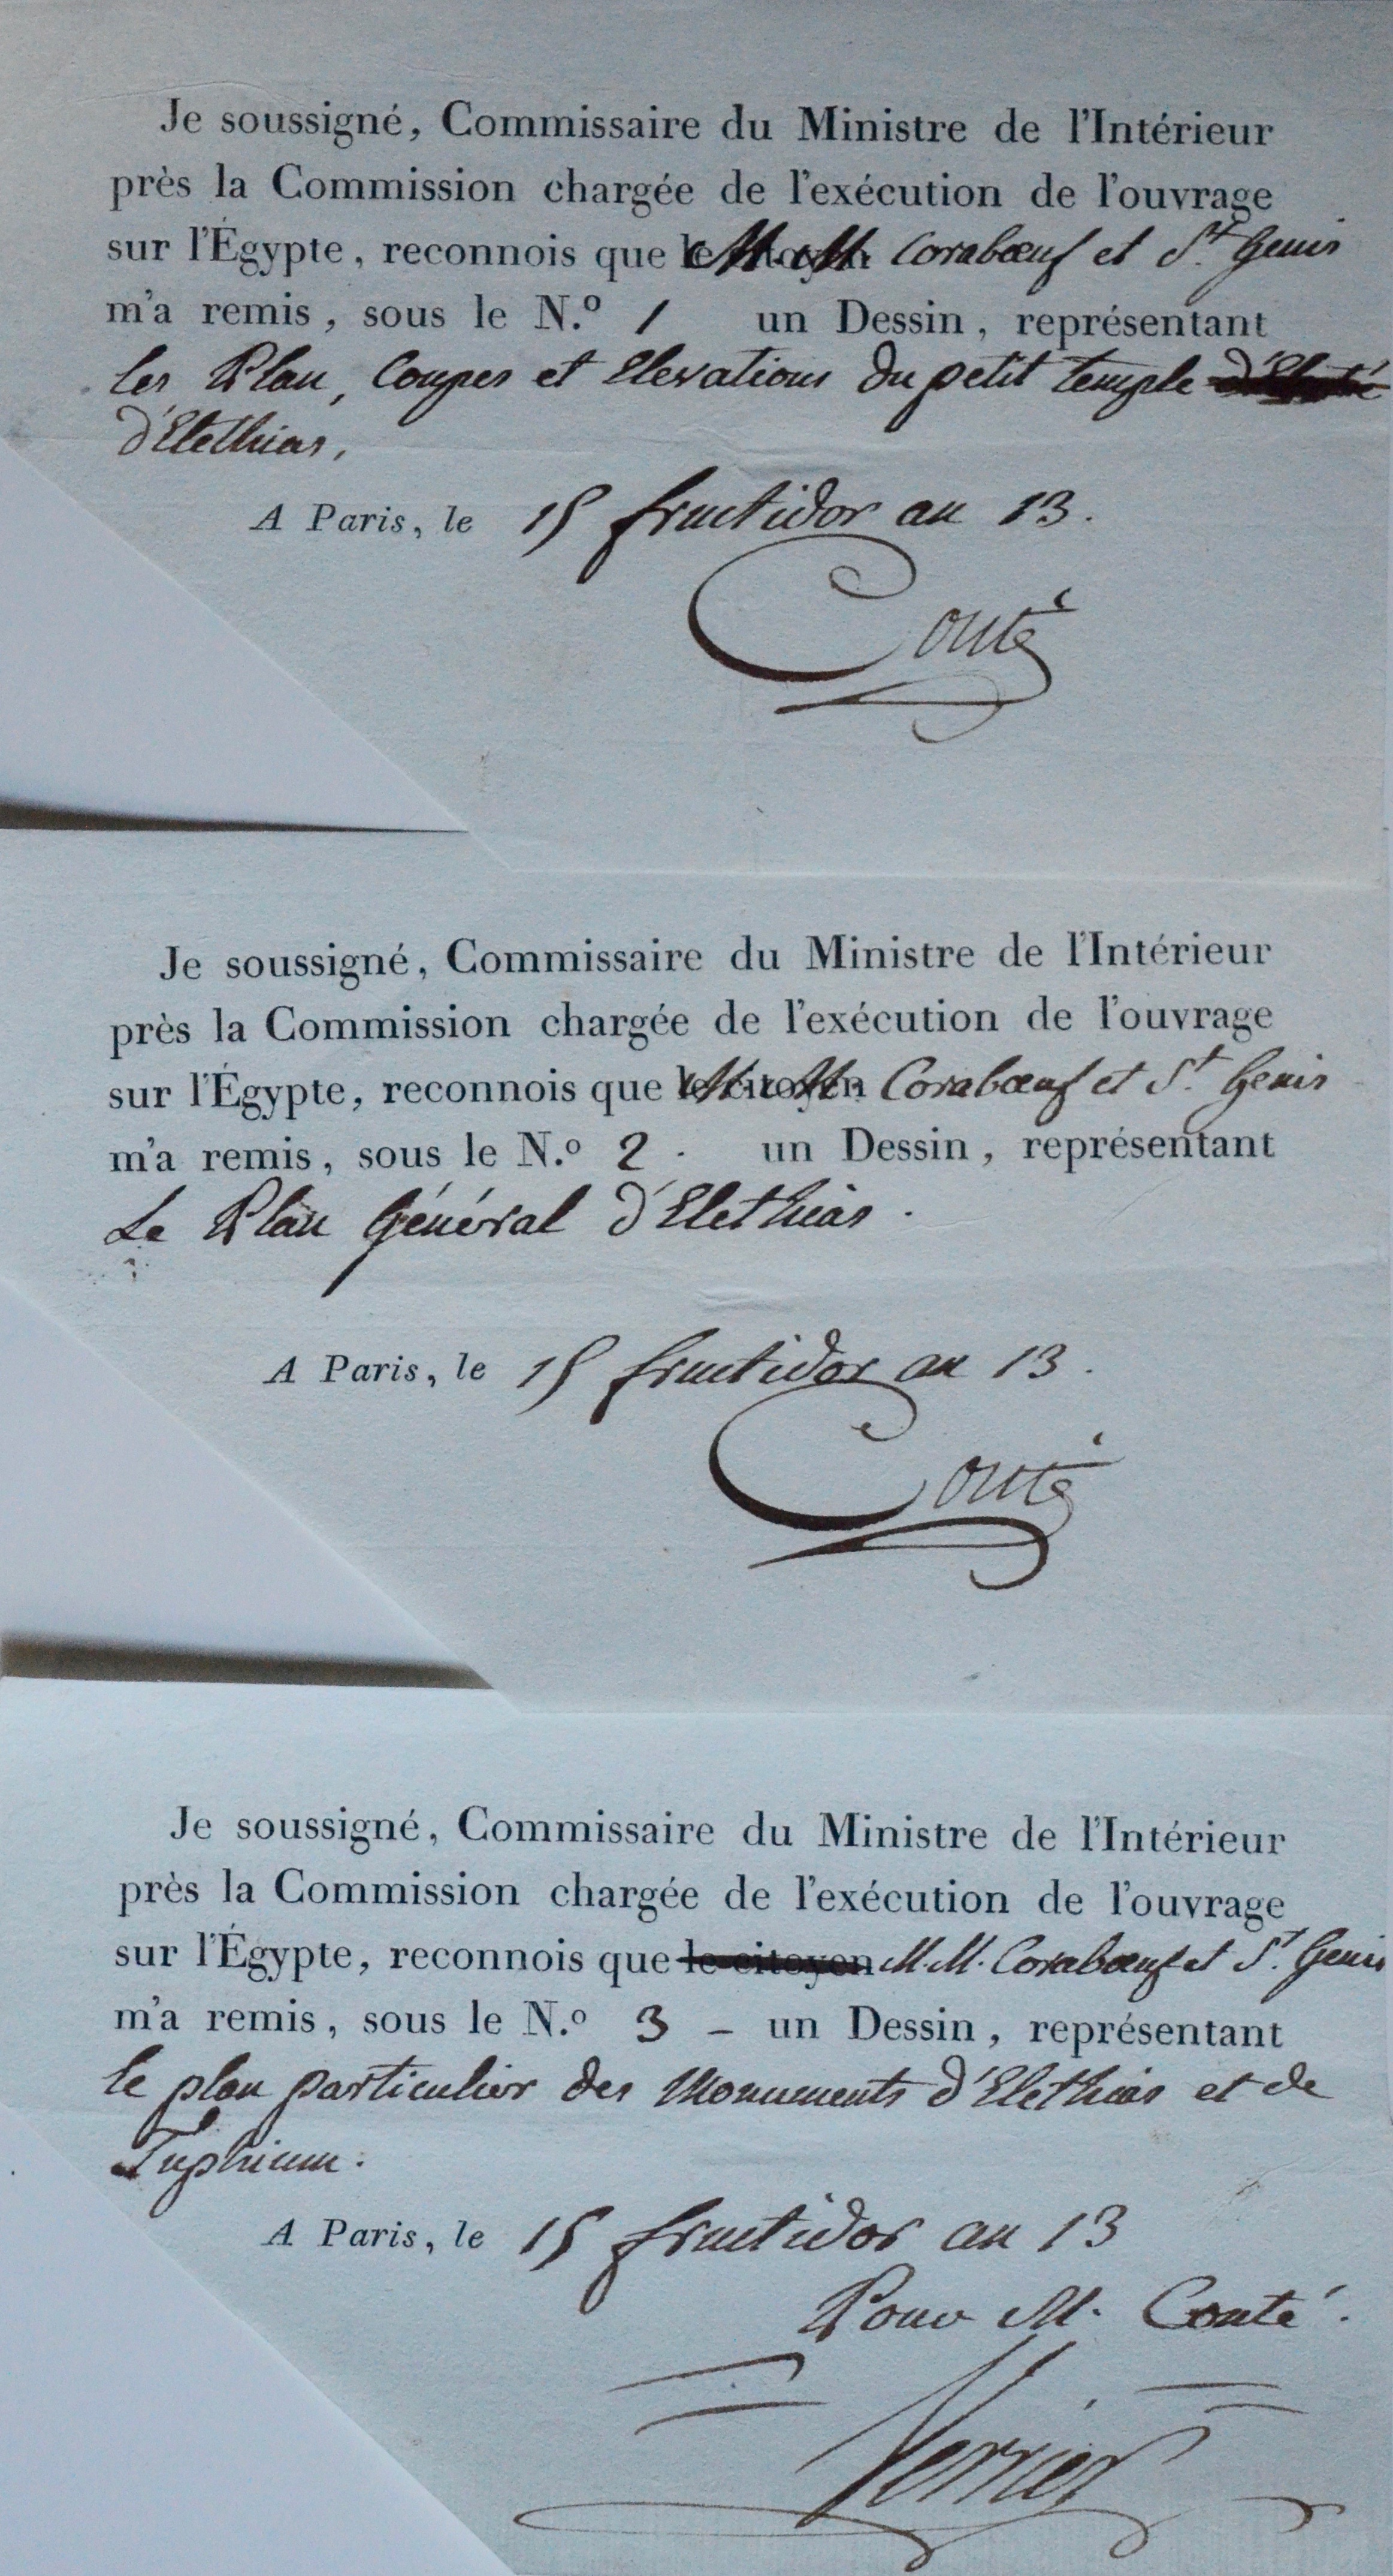 Je soussigné, Commissaire du Ministre de l'Intérieur
près la Commission chargée de l'exécution de l'ouvrage
sur l'Égypte, reconnois que le citoyen M.M. Corabœuf et St. Genis
m'a remis, sous le N.º 1 un Dessin, représentant
les Plan, Coupes et Elevations du petit temple
d'Elethias,
A Paris, le 15 fructidor an 13.
Conté
Je soussigné, Commissaire du Ministre de l'Intérieur
près la Commission chargée de l'exécution de l'ouvrage
sur l'Égypte, reconnois que le citoyen M.M. Corabœuf et St. Genis
m'a remis, sous le N.º 2. un Dessin, représentant
Le Plan Général d'Elethias.
A Paris, le 15 fructidor an 13.
Conté
Je soussigné, Commissaire du Ministre de l'Intérieur
près la Commission chargée de l'exécution de l'ouvrage
sur l'Égypte, reconnois que le citoyen M.M. Corabœuf et St. Genis
m'a remis, sous le N.º 3 – un Dessin, représentant
le plan particulier des Monuments d'Elethias et de
Tuphium.
A Paris, le 15 fructidor an 13
Pour M. Conté.